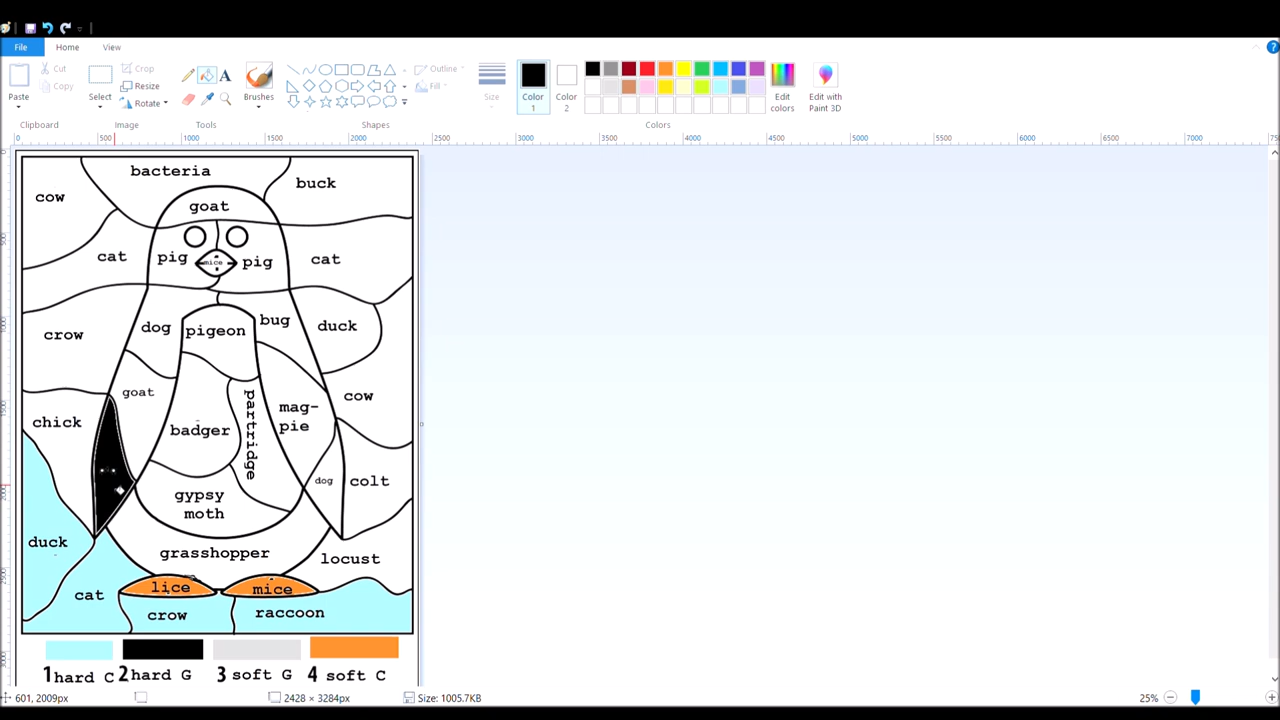 File Home View
Cut
Copy
Paste
Clipboard
Select
Crop
Resize
Rotate
Image
Tools
Brushes
Outline
Fill
Shapes
Size
Color 1
Color 2
Edit colors
Edit with Paint 3D
Colors
0 500 1000 1500 2000 2500 3000 3500 4000 4500 5000 5500 6000 6500 7000
bacteria
buck
cow
goat
cat pig mice pig cat
dog pigeon bug duck
crow
goat
cow
mag-
pie
chick
badger
partridge
dog colt
gypsy
moth
duck
grasshopper
locust
lice mice
cat
crow raccoon
1 hard C 2 hard G 3 soft G 4 soft C
601, 2009px 2428 × 3284px Size: 1005.7KB 25%